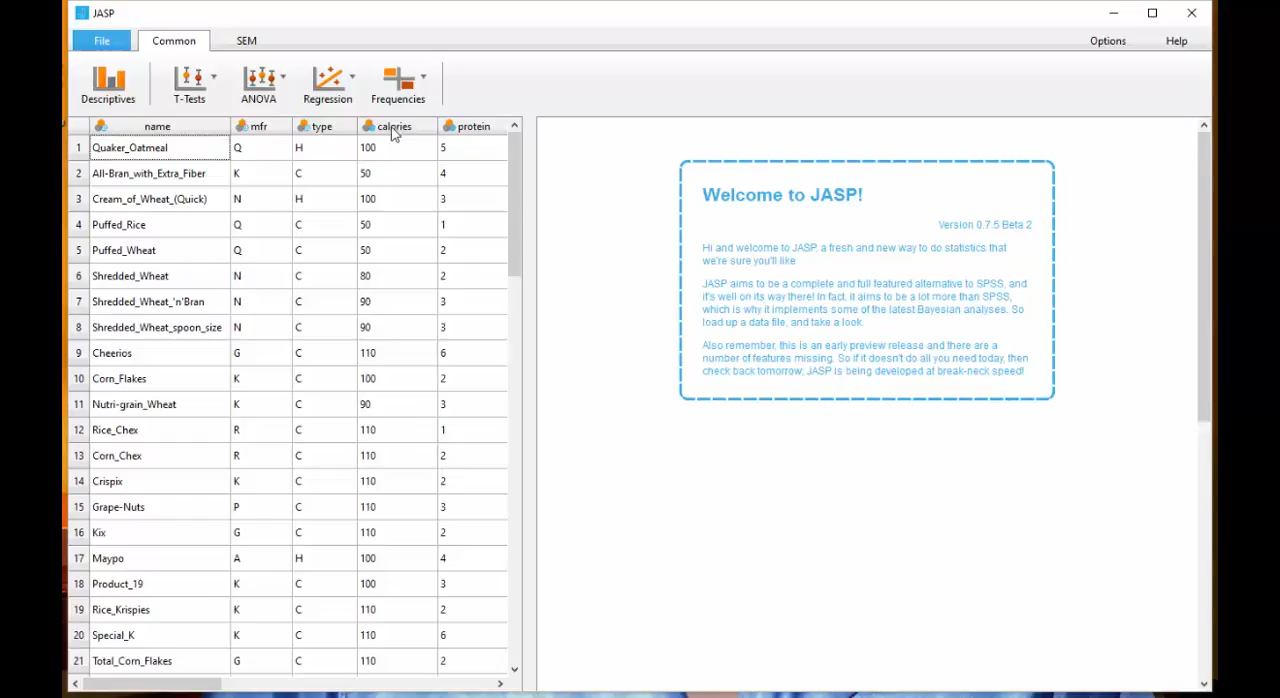 JASP
File Common SEM Options Help
Descriptives T-Tests ANOVA Regression Frequencies
name mfr type calories protein
1 Quaker_Oatmeal Q H 100 5
2 All-Bran_with_Extra_Fiber K C 50 4
3 Cream_of_Wheat_(Quick) N H 100 3
4 Puffed_Rice Q C 50 1
5 Puffed_Wheat Q C 50 2
6 Shredded_Wheat N C 80 2
7 Shredded_Wheat_'n'Bran N C 90 3
8 Shredded_Wheat_spoon_size N C 90 3
9 Cheerios G C 110 6
10 Corn_Flakes K C 100 2
11 Nutri-grain_Wheat K C 90 3
12 Rice_Chex R C 110 1
13 Corn_Chex R C 110 2
14 Crispix K C 110 2
15 Grape-Nuts P C 110 3
16 Kix G C 110 2
17 Maypo A H 100 4
18 Product_19 K C 100 3
19 Rice_Krispies K C 110 2
20 Special_K K C 110 6
21 Total_Corn_Flakes G C 110 2
Welcome to JASP!
Version 0.7.5 Beta 2
Hi and welcome to JASP, a fresh and new way to do statistics that
we're sure you'll like
JASP aims to be a complete and full featured alternative to SPSS, and
it's well on its way there! In fact, it aims to be a lot more than SPSS,
which is why it implements some of the latest Bayesian analyses. So
load up a data file, and take a look.
Also remember, this is an early preview release and there are a
number of features missing. So if it doesn't do all you need today, then
check back tomorrow; JASP is being developed at break-neck speed!